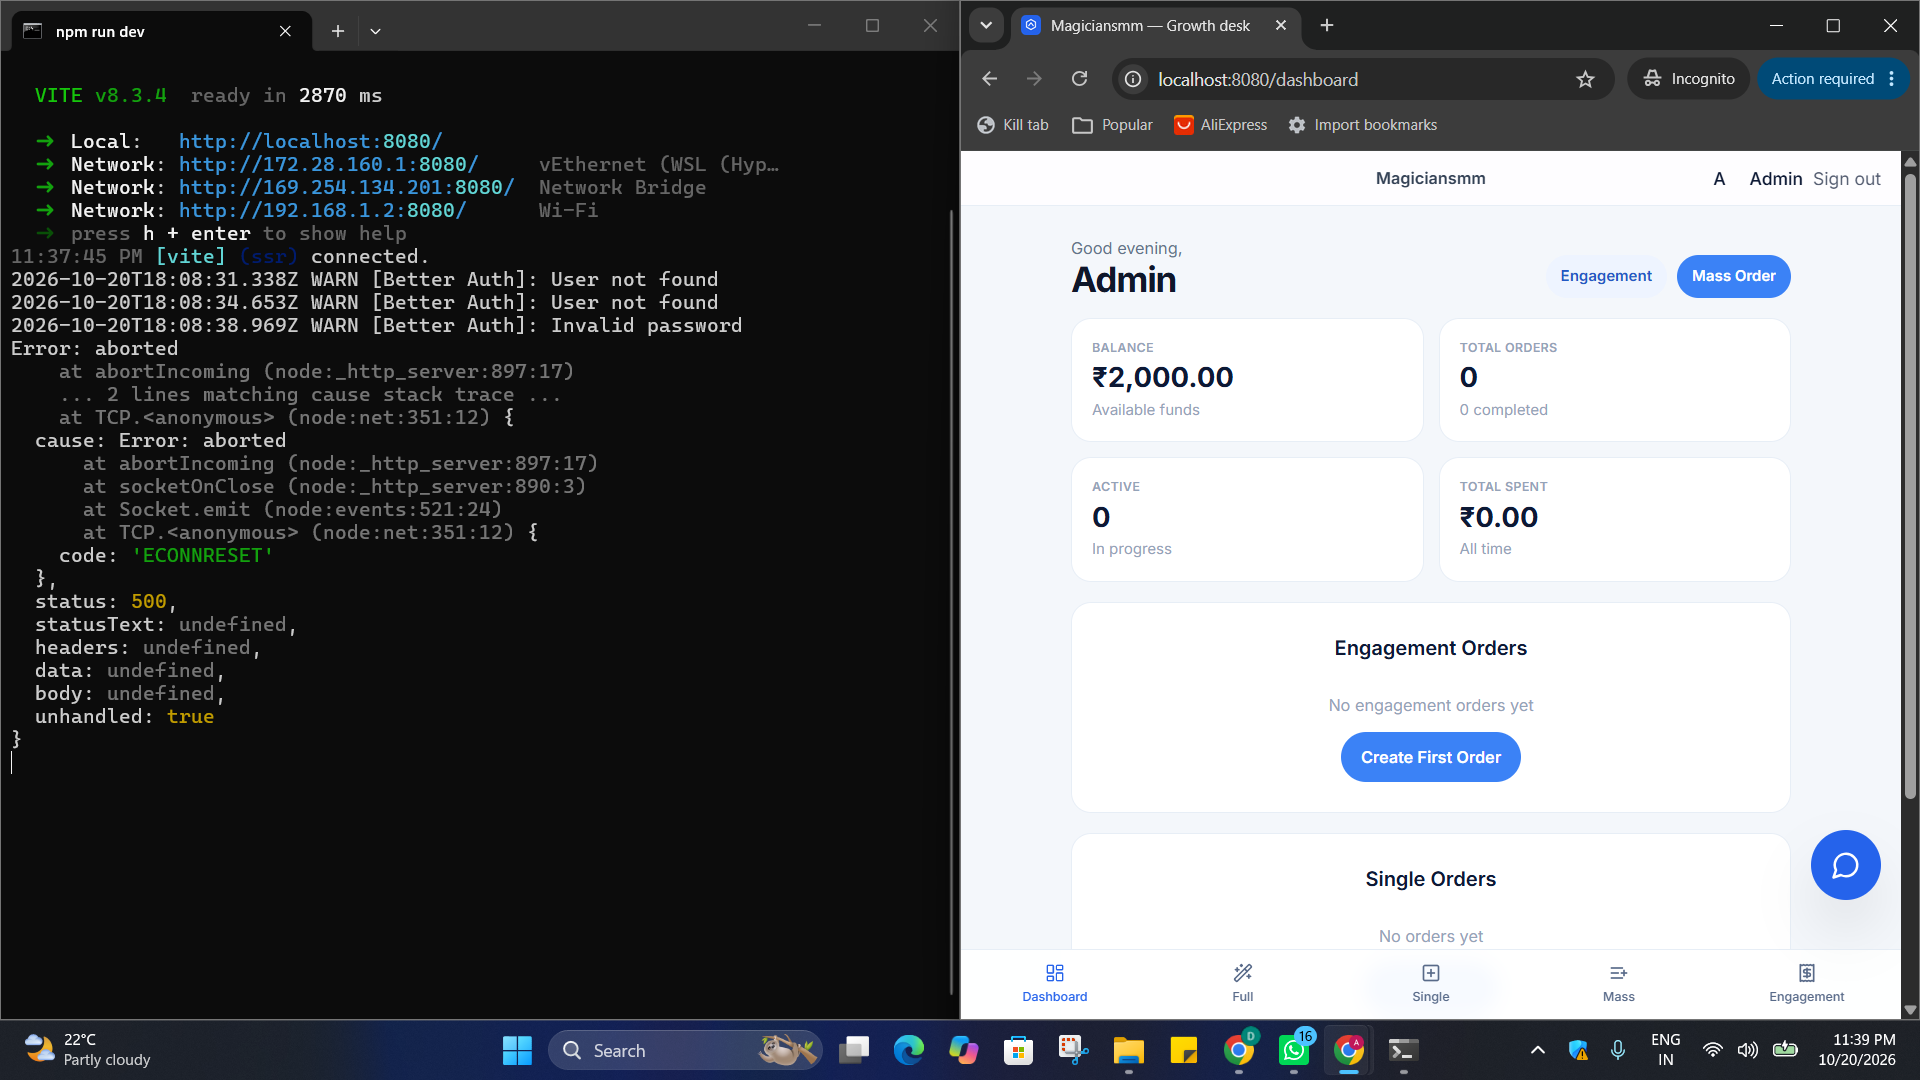 npm run dev
VITE v8.3.4 ready in 2870 ms
➜ Local: http://localhost:8080/
➜ Network: http://172.28.160.1:8080/ vEthernet (WSL (Hyp…
➜ Network: http://169.254.134.201:8080/ Network Bridge
➜ Network: http://192.168.1.2:8080/ Wi-Fi
➜ press h + enter to show help
11:37:45 PM [vite] (ssr) connected.
2026-10-20T18:08:31.338Z WARN [Better Auth]: User not found
2026-10-20T18:08:34.653Z WARN [Better Auth]: User not found
2026-10-20T18:08:38.969Z WARN [Better Auth]: Invalid password
Error: aborted
at abortIncoming (node:_http_server:897:17)
... 2 lines matching cause stack trace ...
at TCP.<anonymous> (node:net:351:12) {
cause: Error: aborted
at abortIncoming (node:_http_server:897:17)
at socketOnClose (node:_http_server:890:3)
at Socket.emit (node:events:521:24)
at TCP.<anonymous> (node:net:351:12) {
code: 'ECONNRESET'
},
status: 500,
statusText: undefined,
headers: undefined,
data: undefined,
body: undefined,
unhandled: true
}
Magiciansmm — Growth desk
localhost:8080/dashboard
Incognito
Action required
Kill tab
Popular
AliExpress
Import bookmarks
Magiciansmm
A Admin Sign out
Good evening,
Admin
Engagement
Mass Order
BALANCE
₹2,000.00
Available funds
TOTAL ORDERS
0
0 completed
ACTIVE
0
In progress
TOTAL SPENT
₹0.00
All time
Engagement Orders
No engagement orders yet
Create First Order
Single Orders
No orders yet
Dashboard
Full
Single
Mass
Engagement
22°C
Partly cloudy
Search
D
16
A
ENG
IN
11:39 PM
10/20/2026